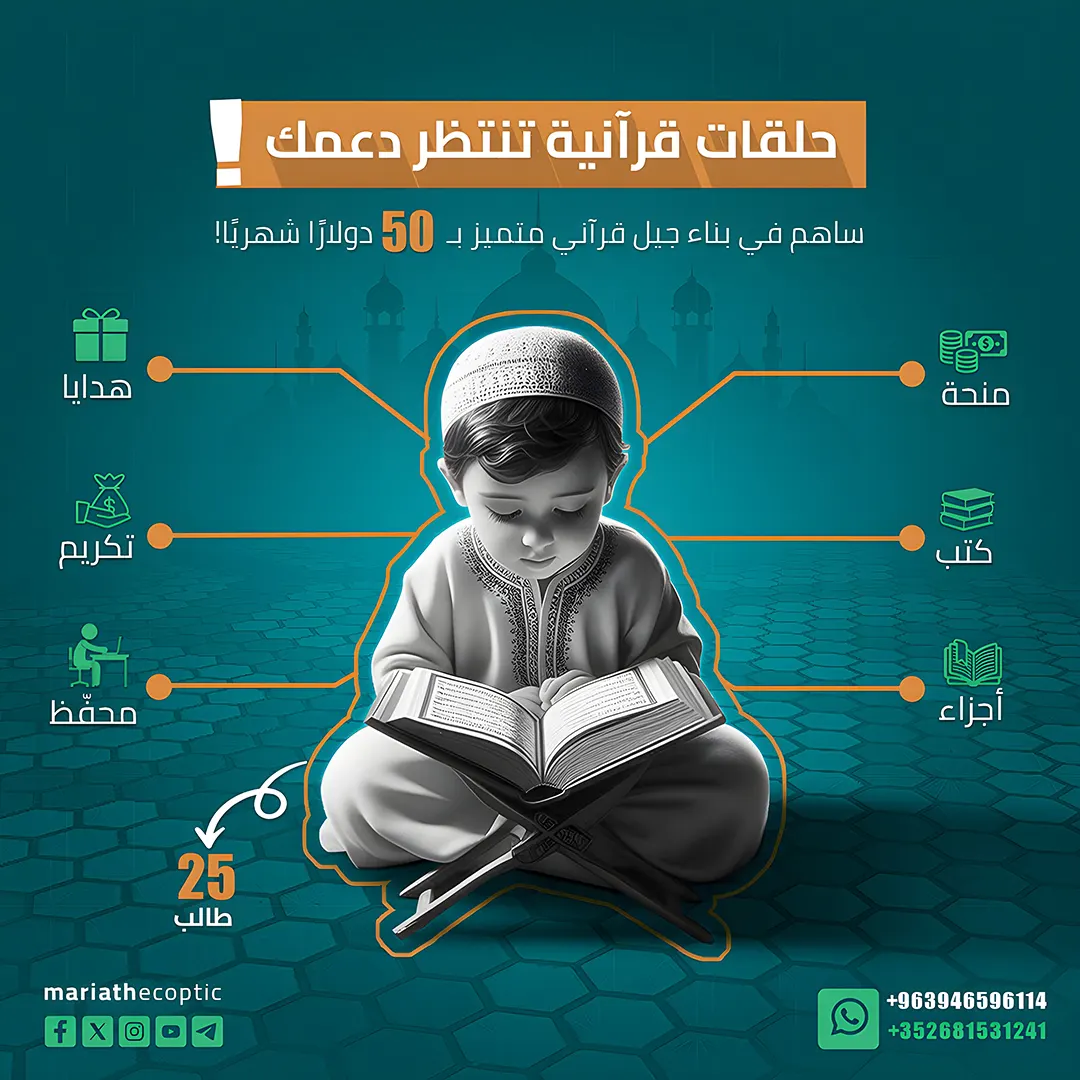 حلقات قرآنية تنتظر دعمك!
ساهم في بناء جيل قرآني متميز بـ 50 دولارًا شهريًا!
منحة
هدايا
كتب
تكريم
أجزاء
محفّظ
25
طالب
mariathecoptic
+963946596114
+352681531241